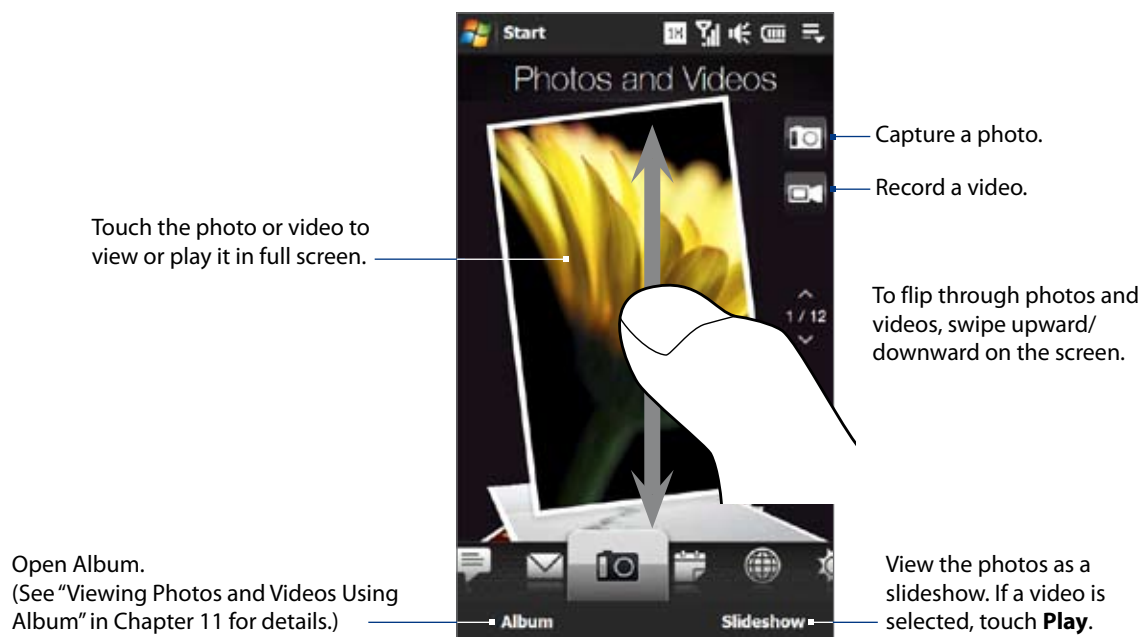 Start
1X
Photos and Videos
Capture a photo.
Record a video.
Touch the photo or video to
view or play it in full screen.
To flip through photos and
videos, swipe upward/
downward on the screen.
1 / 12
Open Album.
(See “Viewing Photos and Videos Using
Album” in Chapter 11 for details.)
Album
Slideshow
View the photos as a
slideshow. If a video is
selected, touch Play.